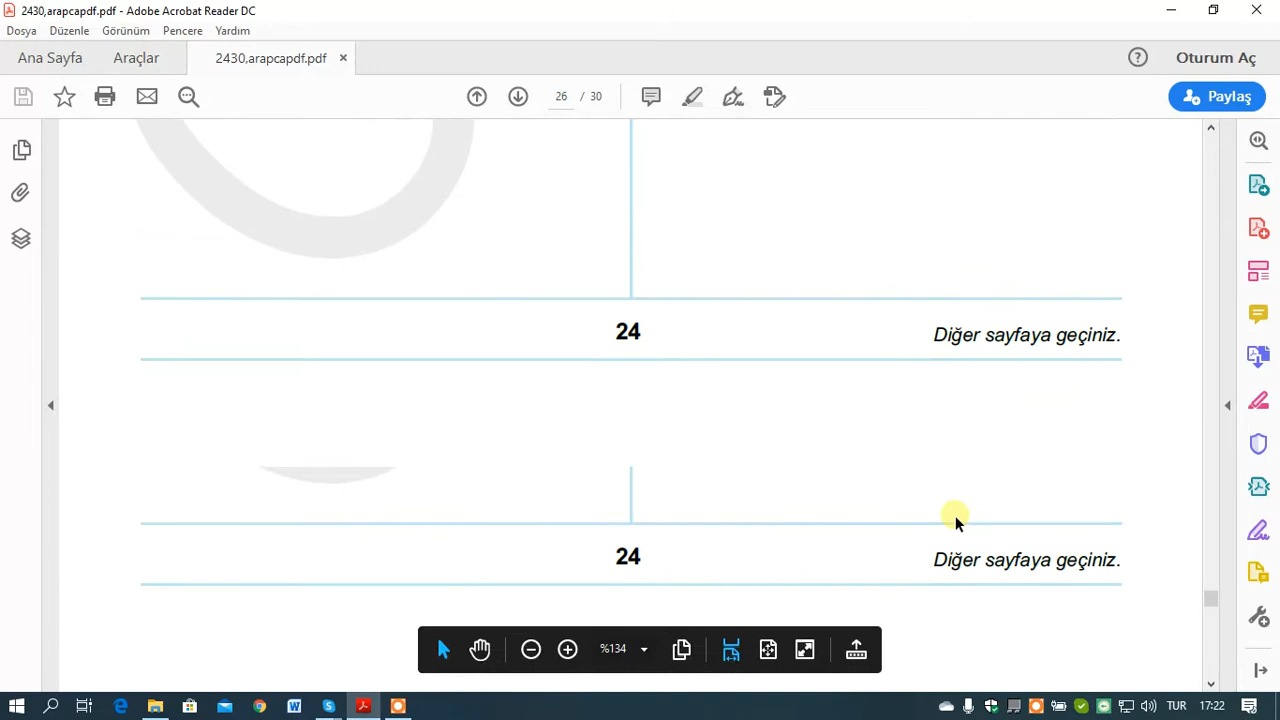 2430,arapcapdf.pdf - Adobe Acrobat Reader DC
Dosya Düzenle Görünüm Pencere Yardım
Ana Sayfa Araçlar 2430,arapcapdf.pdf × ? Oturum Aç
26 / 30 Paylaş
24 Diğer sayfaya geçiniz.
24 Diğer sayfaya geçiniz.
%134
TUR 17:22